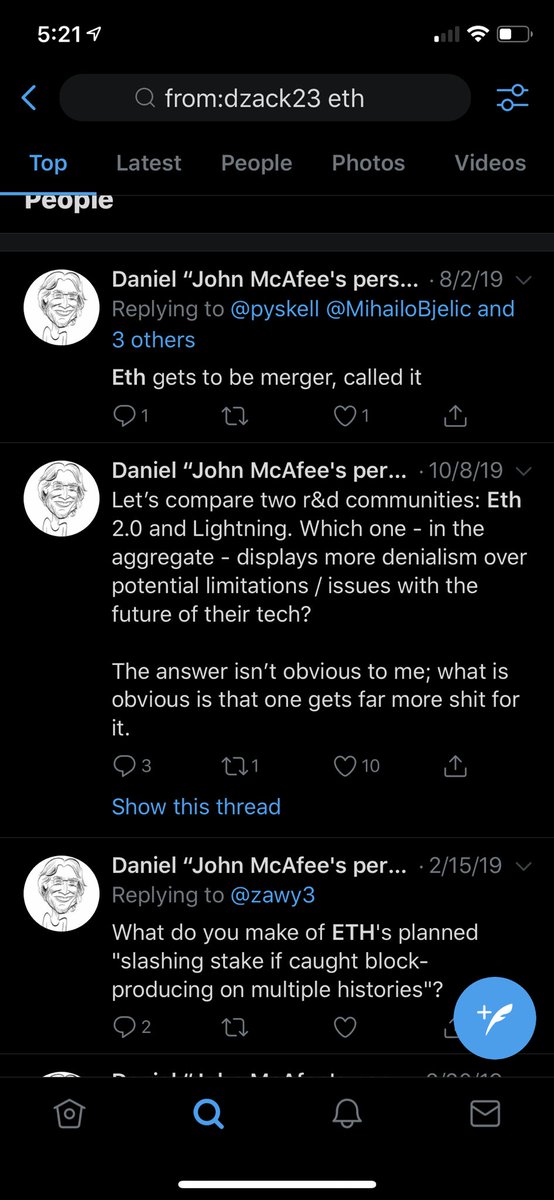 5:21
from:dzack23 eth
Top Latest People Photos Videos
People
Daniel “John McAfee's pers... · 8/2/19
Replying to @pyskell @MihailoBjelic and
3 others
Eth gets to be merger, called it
1 1
Daniel “John McAfee's per... · 10/8/19
Let’s compare two r&d communities: Eth
2.0 and Lightning. Which one - in the
aggregate - displays more denialism over
potential limitations / issues with the
future of their tech?
The answer isn’t obvious to me; what is
obvious is that one gets far more shit for
it.
3 1 10
Show this thread
Daniel “John McAfee's per... · 2/15/19
Replying to @zawy3
What do you make of ETH's planned
"slashing stake if caught block-
producing on multiple histories"?
2